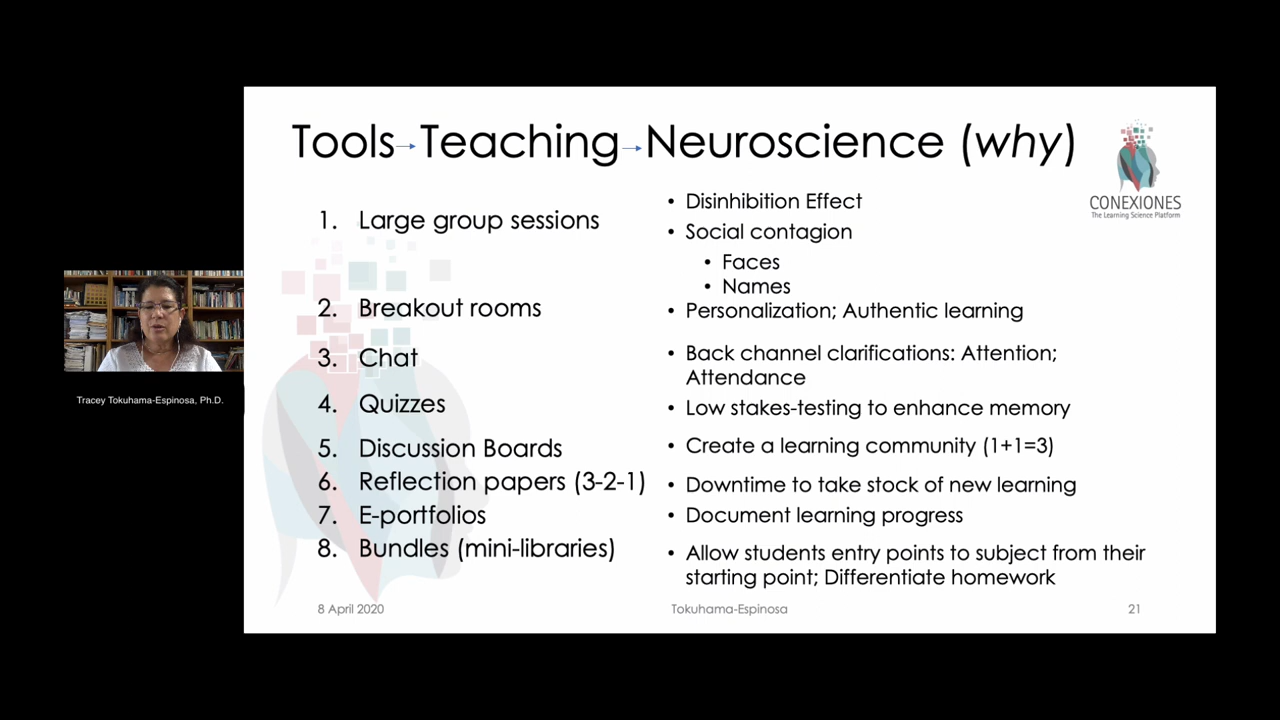 Tools→Teaching→Neuroscience (why)
CONEXIONES
The Learning Science Platform
1. Large group sessions
2. Breakout rooms
3. Chat
4. Quizzes
5. Discussion Boards
6. Reflection papers (3-2-1)
7. E-portfolios
8. Bundles (mini-libraries)
• Disinhibition Effect
• Social contagion
• Faces
• Names
• Personalization; Authentic learning
• Back channel clarifications: Attention;
Attendance
• Low stakes-testing to enhance memory
• Create a learning community (1+1=3)
• Downtime to take stock of new learning
• Document learning progress
• Allow students entry points to subject from their
starting point; Differentiate homework
8 April 2020
Tokuhama-Espinosa
21
Tracey Tokuhama-Espinosa, Ph.D.